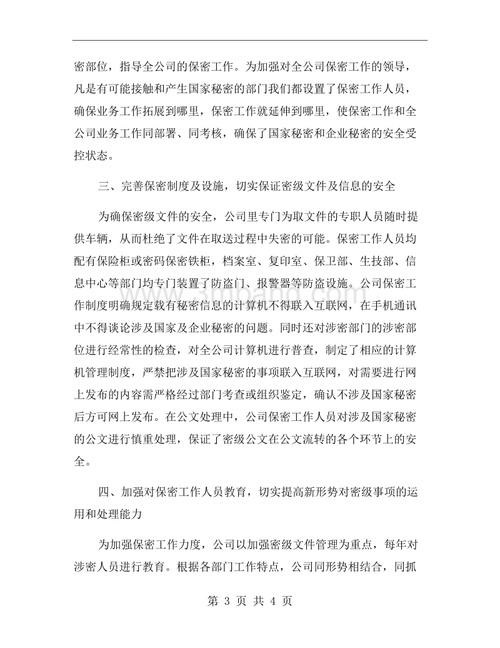 密部位，指导全公司的保密工作。为加强对全公司保密工作的领导，
凡是有可能接触和产生国家秘密的部门我们都设置了保密工作人员，
确保业务工作拓展到哪里，保密工作就延伸到哪里，使保密工作和全
公司业务工作同部署、同考核，确保了国家秘密和企业秘密的安全受
控状态。
三、完善保密制度及设施，切实保证密级文件及信息的安全
为确保密级文件的安全，公司里专门为取文件的专职人员随时提
供车辆，从而杜绝了文件在取送过程中失密的可能。保密工作人员均
配有保险柜或密码保密铁柜，档案室、复印室、保卫部、生技部、信
息中心等部门均专门装置了防盗门、报警器等防盗设施。公司保密工
作制度明确规定载有秘密信息的计算机不得联入互联网，在手机通讯
中不得谈论涉及国家及企业秘密的问题。同时还对涉密部门的涉密部
位进行经常性的检查，对全公司计算机进行普查，制定了相应的计算
机管理制度，严禁把涉及国家秘密的事项联入互联网，对需要进行网
上发布的内容需严格经过部门考查或组织鉴定，确认不涉及国家秘密
后方可网上发布。在公文处理中，公司保密工作人员对涉及国家秘密
的公文进行慎重处理，保证了密级公文在公文流转的各个环节上的安
全。
四、加强对保密工作人员教育，切实提高新形势对密级事项的运
用和处理能力
为加强保密工作力度，公司以加强密级文件管理为重点，每年对
涉密人员进行教育。根据各部门工作特点，公司同形势相结合，同抓
第 3 页 共 4 页